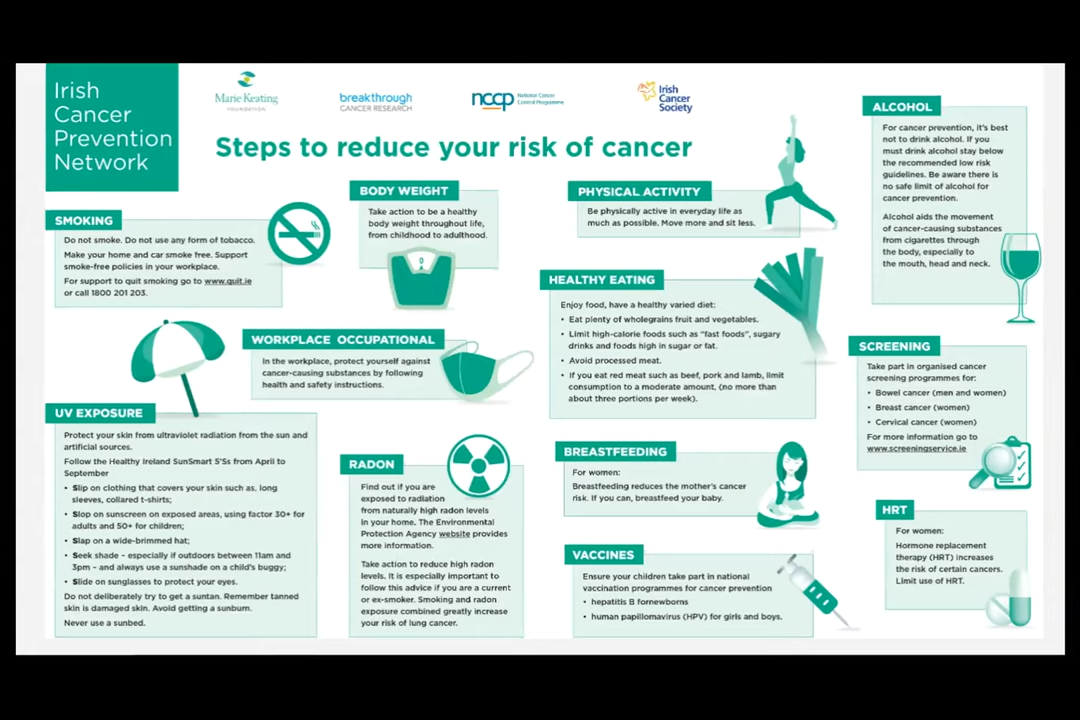 Irish
Cancer
Prevention
Network
Marie Keating
FOUNDATION
breakthrough
CANCER RESEARCH
nccp National Cancer
Control Programme
Irish
Cancer
Society
Steps to reduce your risk of cancer
SMOKING
Do not smoke. Do not use any form of tobacco.
Make your home and car smoke free. Support
smoke-free policies in your workplace.
For support to quit smoking go to www.quit.ie
or call 1800 201 203.
BODY WEIGHT
Take action to be a healthy
body weight throughout life,
from childhood to adulthood.
0
PHYSICAL ACTIVITY
Be physically active in everyday life as
much as possible. Move more and sit less.
ALCOHOL
For cancer prevention, it's best
not to drink alcohol. If you
must drink alcohol stay below
the recommended low risk
guidelines. Be aware there is
no safe limit of alcohol for
cancer prevention.
Alcohol aids the movement
of cancer-causing substances
from cigarettes through
the body, especially to
the mouth, head and neck.
WORKPLACE OCCUPATIONAL
In the workplace, protect yourself against
cancer-causing substances by following
health and safety instructions.
HEALTHY EATING
Enjoy food, have a healthy varied diet:
• Eat plenty of wholegrains fruit and vegetables.
• Limit high-calorie foods such as "fast foods", sugary
drinks and foods high in sugar or fat.
• Avoid processed meat.
• if you eat red meat such as beef, pork and lamb, limit
consumption to a moderate amount, (no more than
about three portions per week).
SCREENING
Take part in organised cancer
screening programmes for:
• Bowel cancer (men and women)
• Breast cancer (women)
• Cervical cancer (women)
For more information go to
www.screeningservice.ie
UV EXPOSURE
Protect your skin from ultraviolet radiation from the sun and
artificial sources.
Follow the Healthy Ireland SunSmart 5'Ss from April to
September
• Slip on clothing that covers your skin such as, long
sleeves, collared t-shirts;
• Slop on sunscreen on exposed areas, using factor 30+ for
adults and 50+ for children;
• Slap on a wide-brimmed hat;
• Seek shade - especially if outdoors between 11am and
3pm - and always use a sunshade on a child's buggy;
• Slide on sunglasses to protect your eyes.
Do not deliberately try to get a suntan. Remember tanned
skin is damaged skin. Avoid getting a sunburn.
Never use a sunbed.
RADON
Find out if you are
exposed to radiation
from naturally high radon levels
in your home. The Environmental
Protection Agency website provides
more information.
Take action to reduce high radon
levels. It is especially important to
follow this advice if you are a current
or ex-smoker. Smoking and radon
exposure combined greatly increase
your risk of lung cancer.
BREASTFEEDING
For women:
Breastfeeding reduces the mother's cancer
risk. If you can, breastfeed your baby.
VACCINES
Ensure your children take part in national
vaccination programmes for cancer prevention
• hepatitis B fornewborns
• human papillomavirus (HPV) for girls and boys.
HRT
For women:
Hormone replacement
therapy (HRT) increases
the risk of certain cancers.
Limit use of HRT.